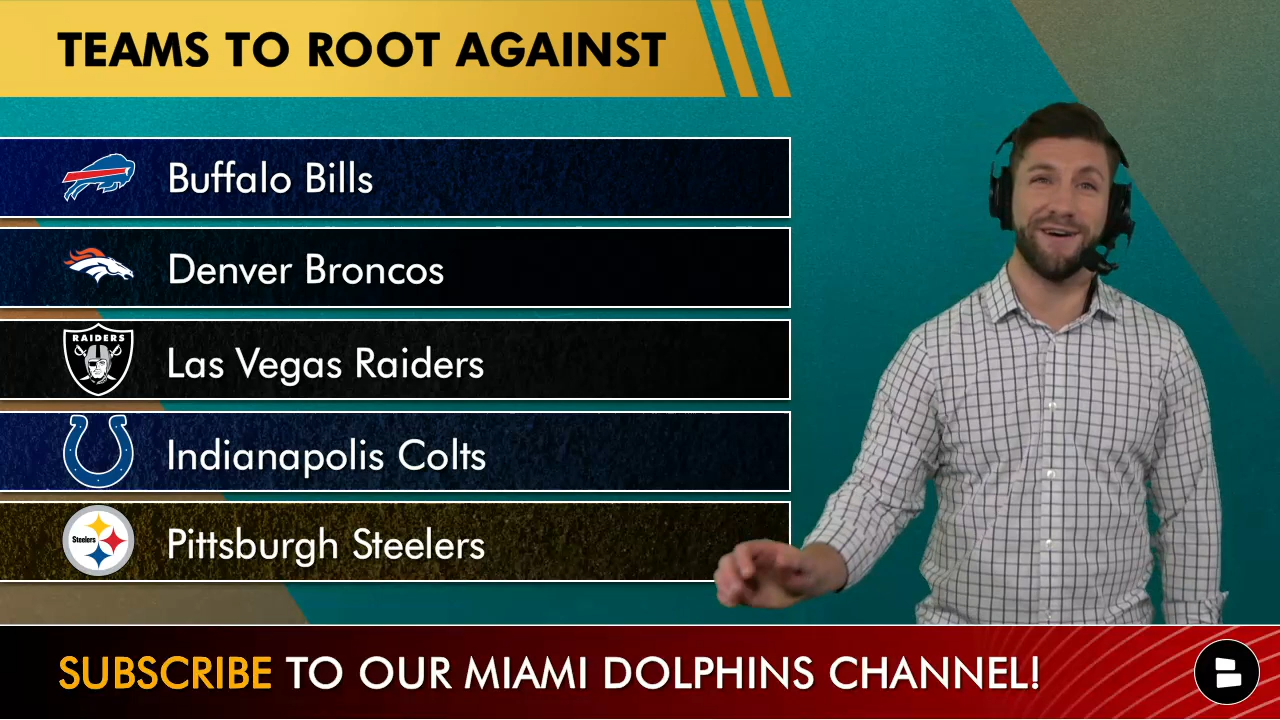 TEAMS TO ROOT AGAINST
Buffalo Bills
Denver Broncos
RAIDERS
Las Vegas Raiders
Indianapolis Colts
Steelers
Pittsburgh Steelers
SUBSCRIBE TO OUR MIAMI DOLPHINS CHANNEL!